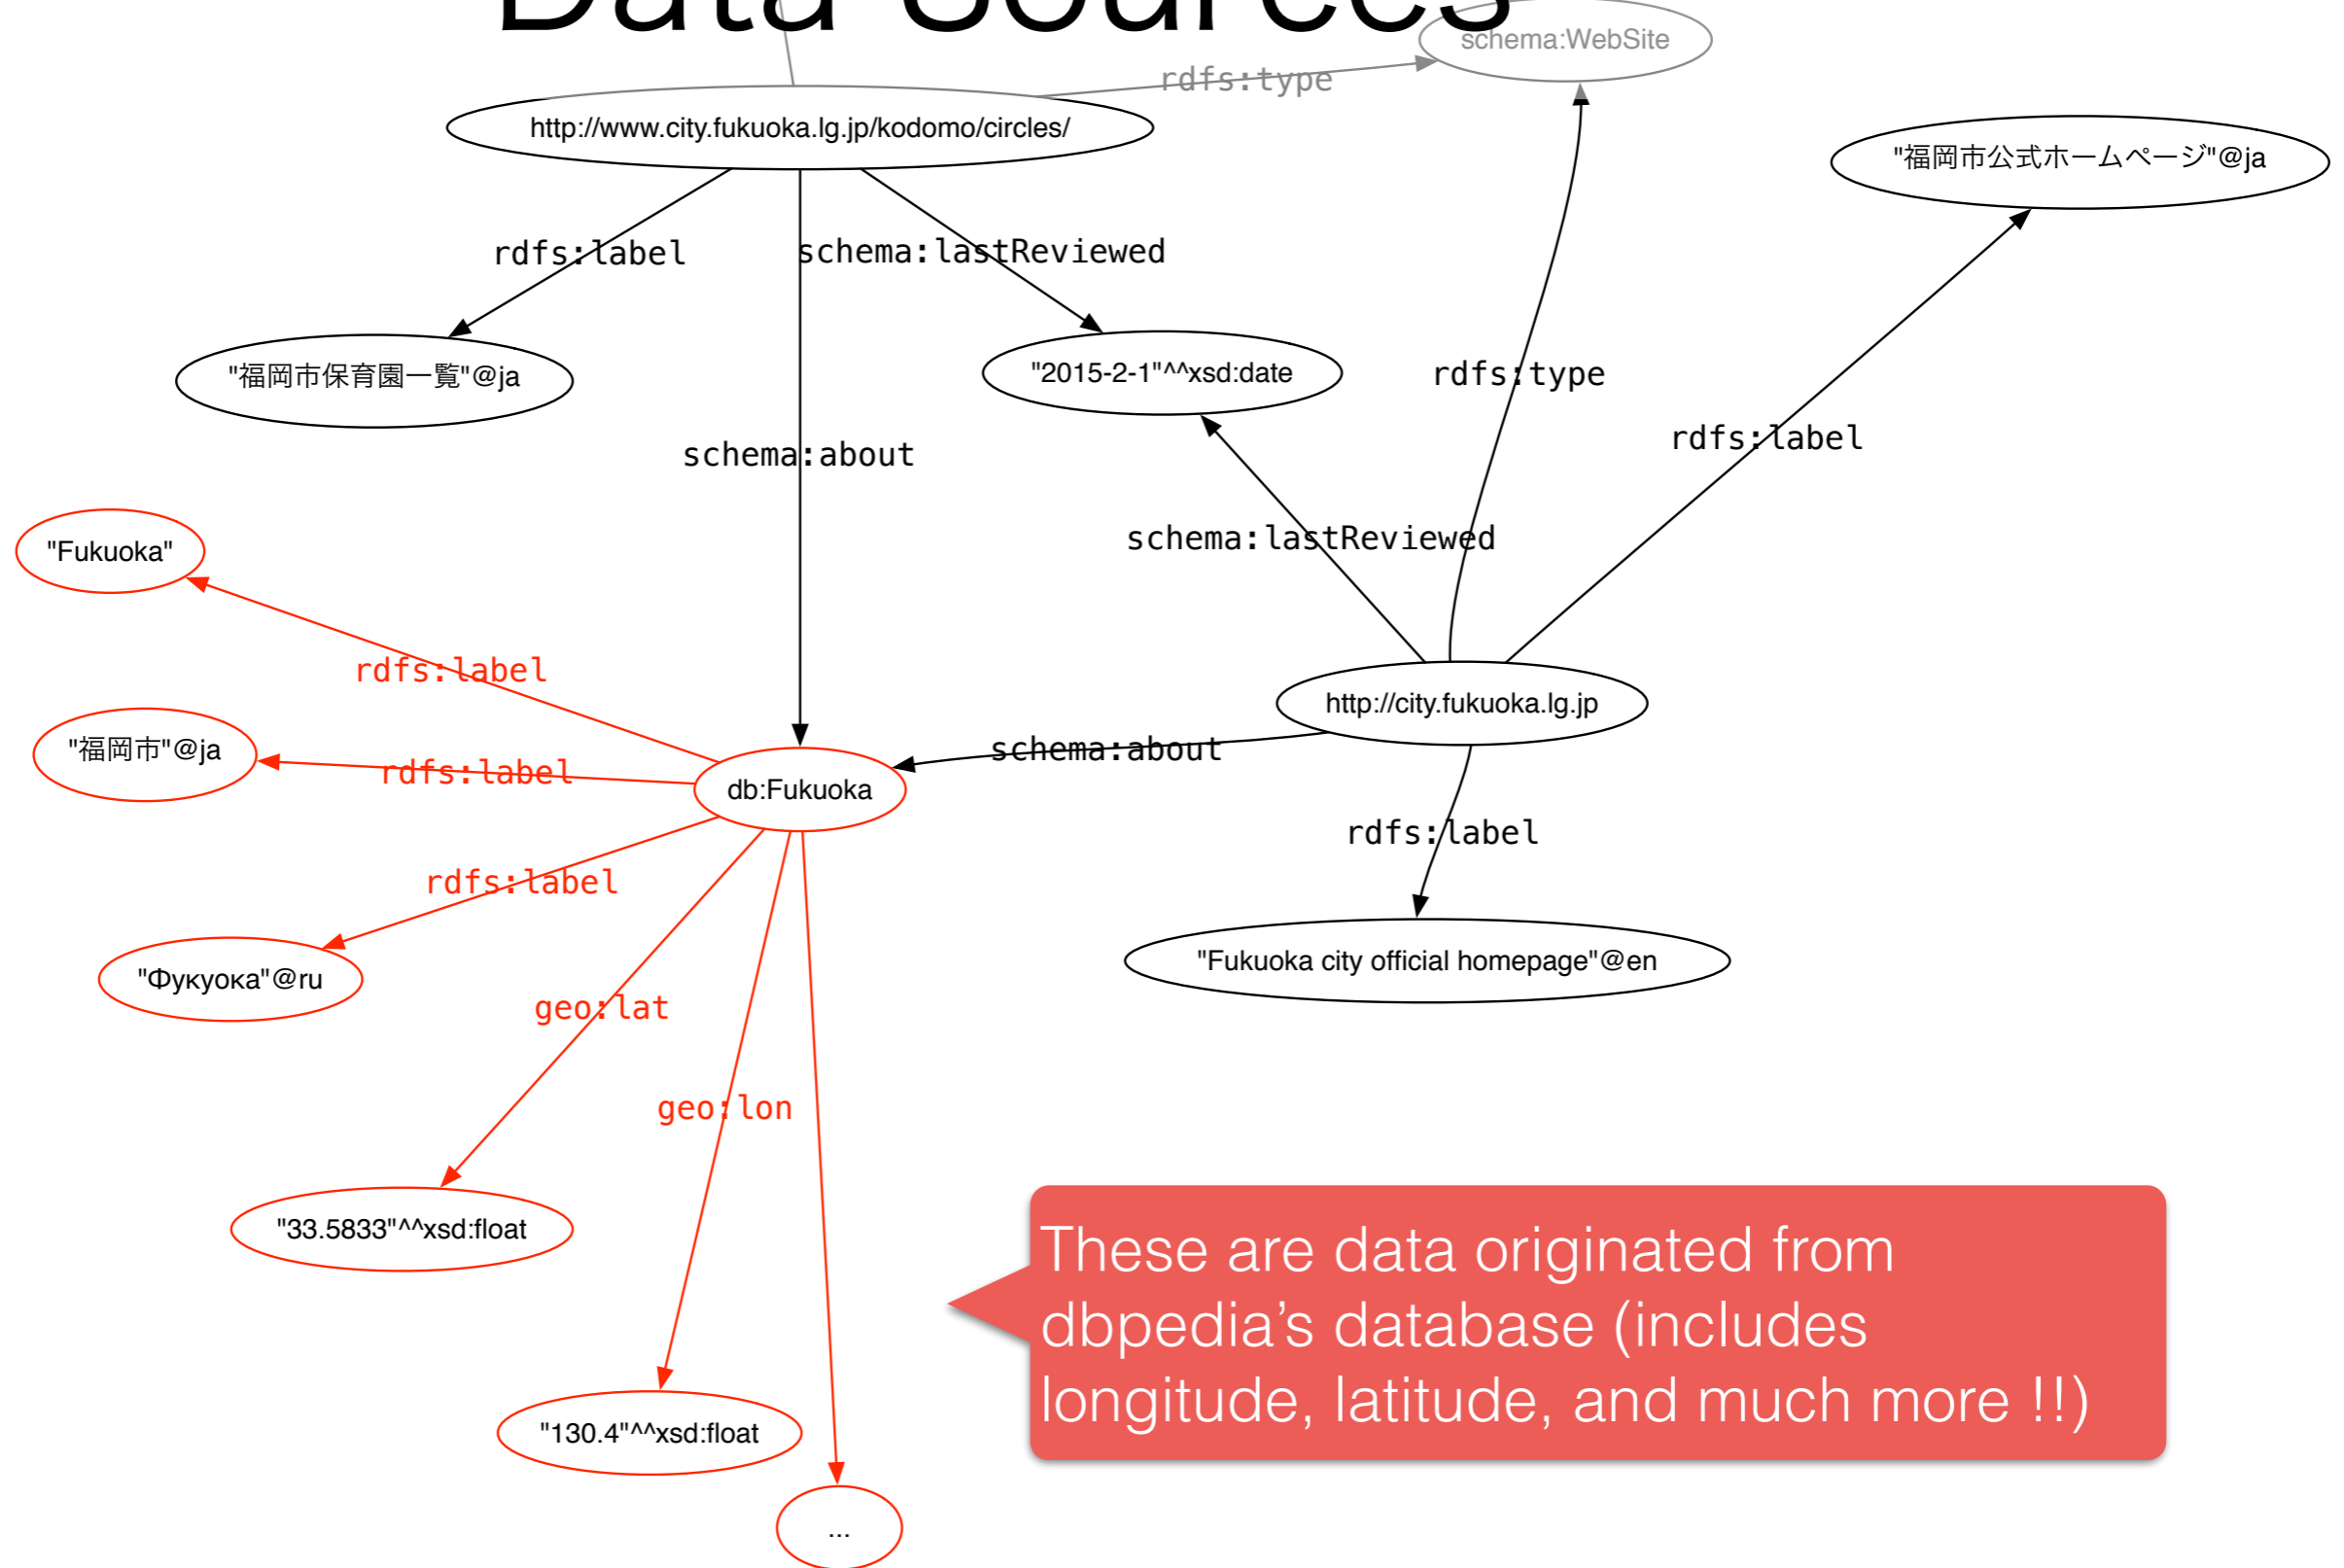 Data Sources
schema:WebSite
rdfs:type
http://www.city.fukuoka.lg.jp/kodomo/circles/
"福岡市公式ホームページ"@ja
rdfs:label
schema:lastReviewed
"福岡市保育園一覧"@ja
"2015-2-1"^^xsd:date
rdfs:type
rdfs:label
schema:about
schema:lastReviewed
"Fukuoka"
rdfs:label
http://city.fukuoka.lg.jp
"福岡市"@ja
rdfs:label
schema:about
db:Fukuoka
rdfs:label
rdfs:label
"Фукуока"@ru
"Fukuoka city official homepage"@en
geo:lat
geo:lon
"33.5833"^^xsd:float
These are data originated from
dbpedia’s database (includes
longitude, latitude, and much more !!)
"130.4"^^xsd:float
...